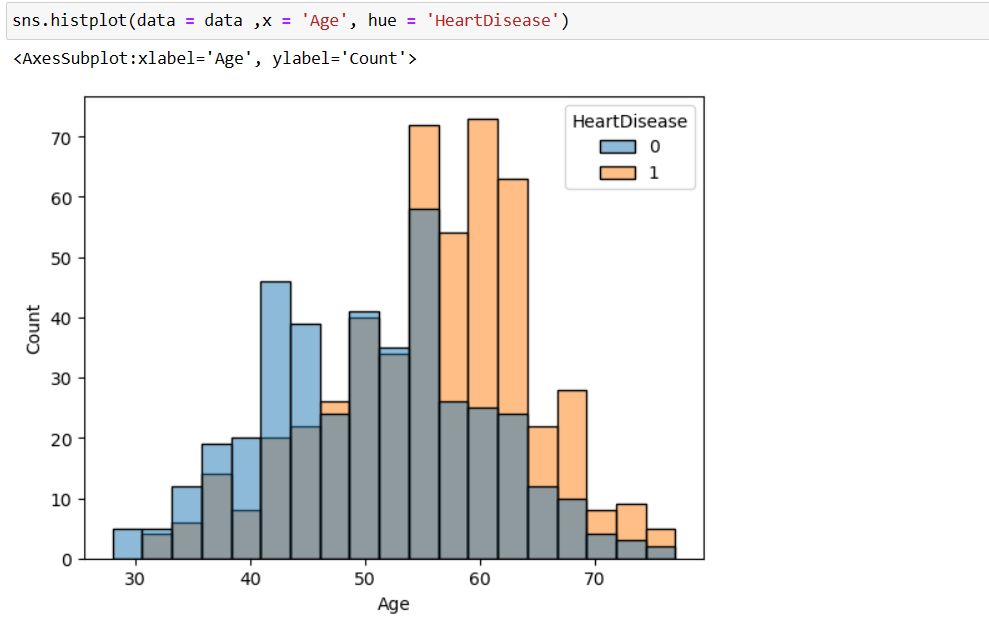 sns.histplot(data = data ,x = 'Age', hue = 'HeartDisease')
<AxesSubplot:xlabel='Age', ylabel='Count'>
HeartDisease
0
1
70
60
50
40
30
20
10
0
Count
30 40 50 60 70
Age